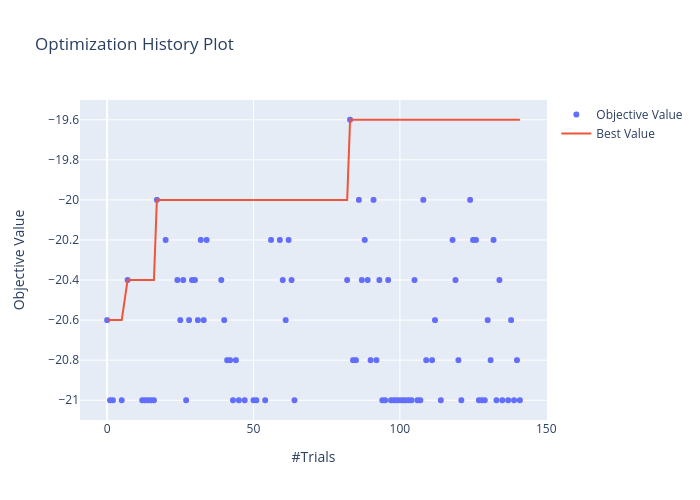 Optimization History Plot
Objective Value
Best Value
−19.6
−19.8
−20
−20.2
−20.4
−20.6
−20.8
−21
0
50
100
150
#Trials
Objective Value